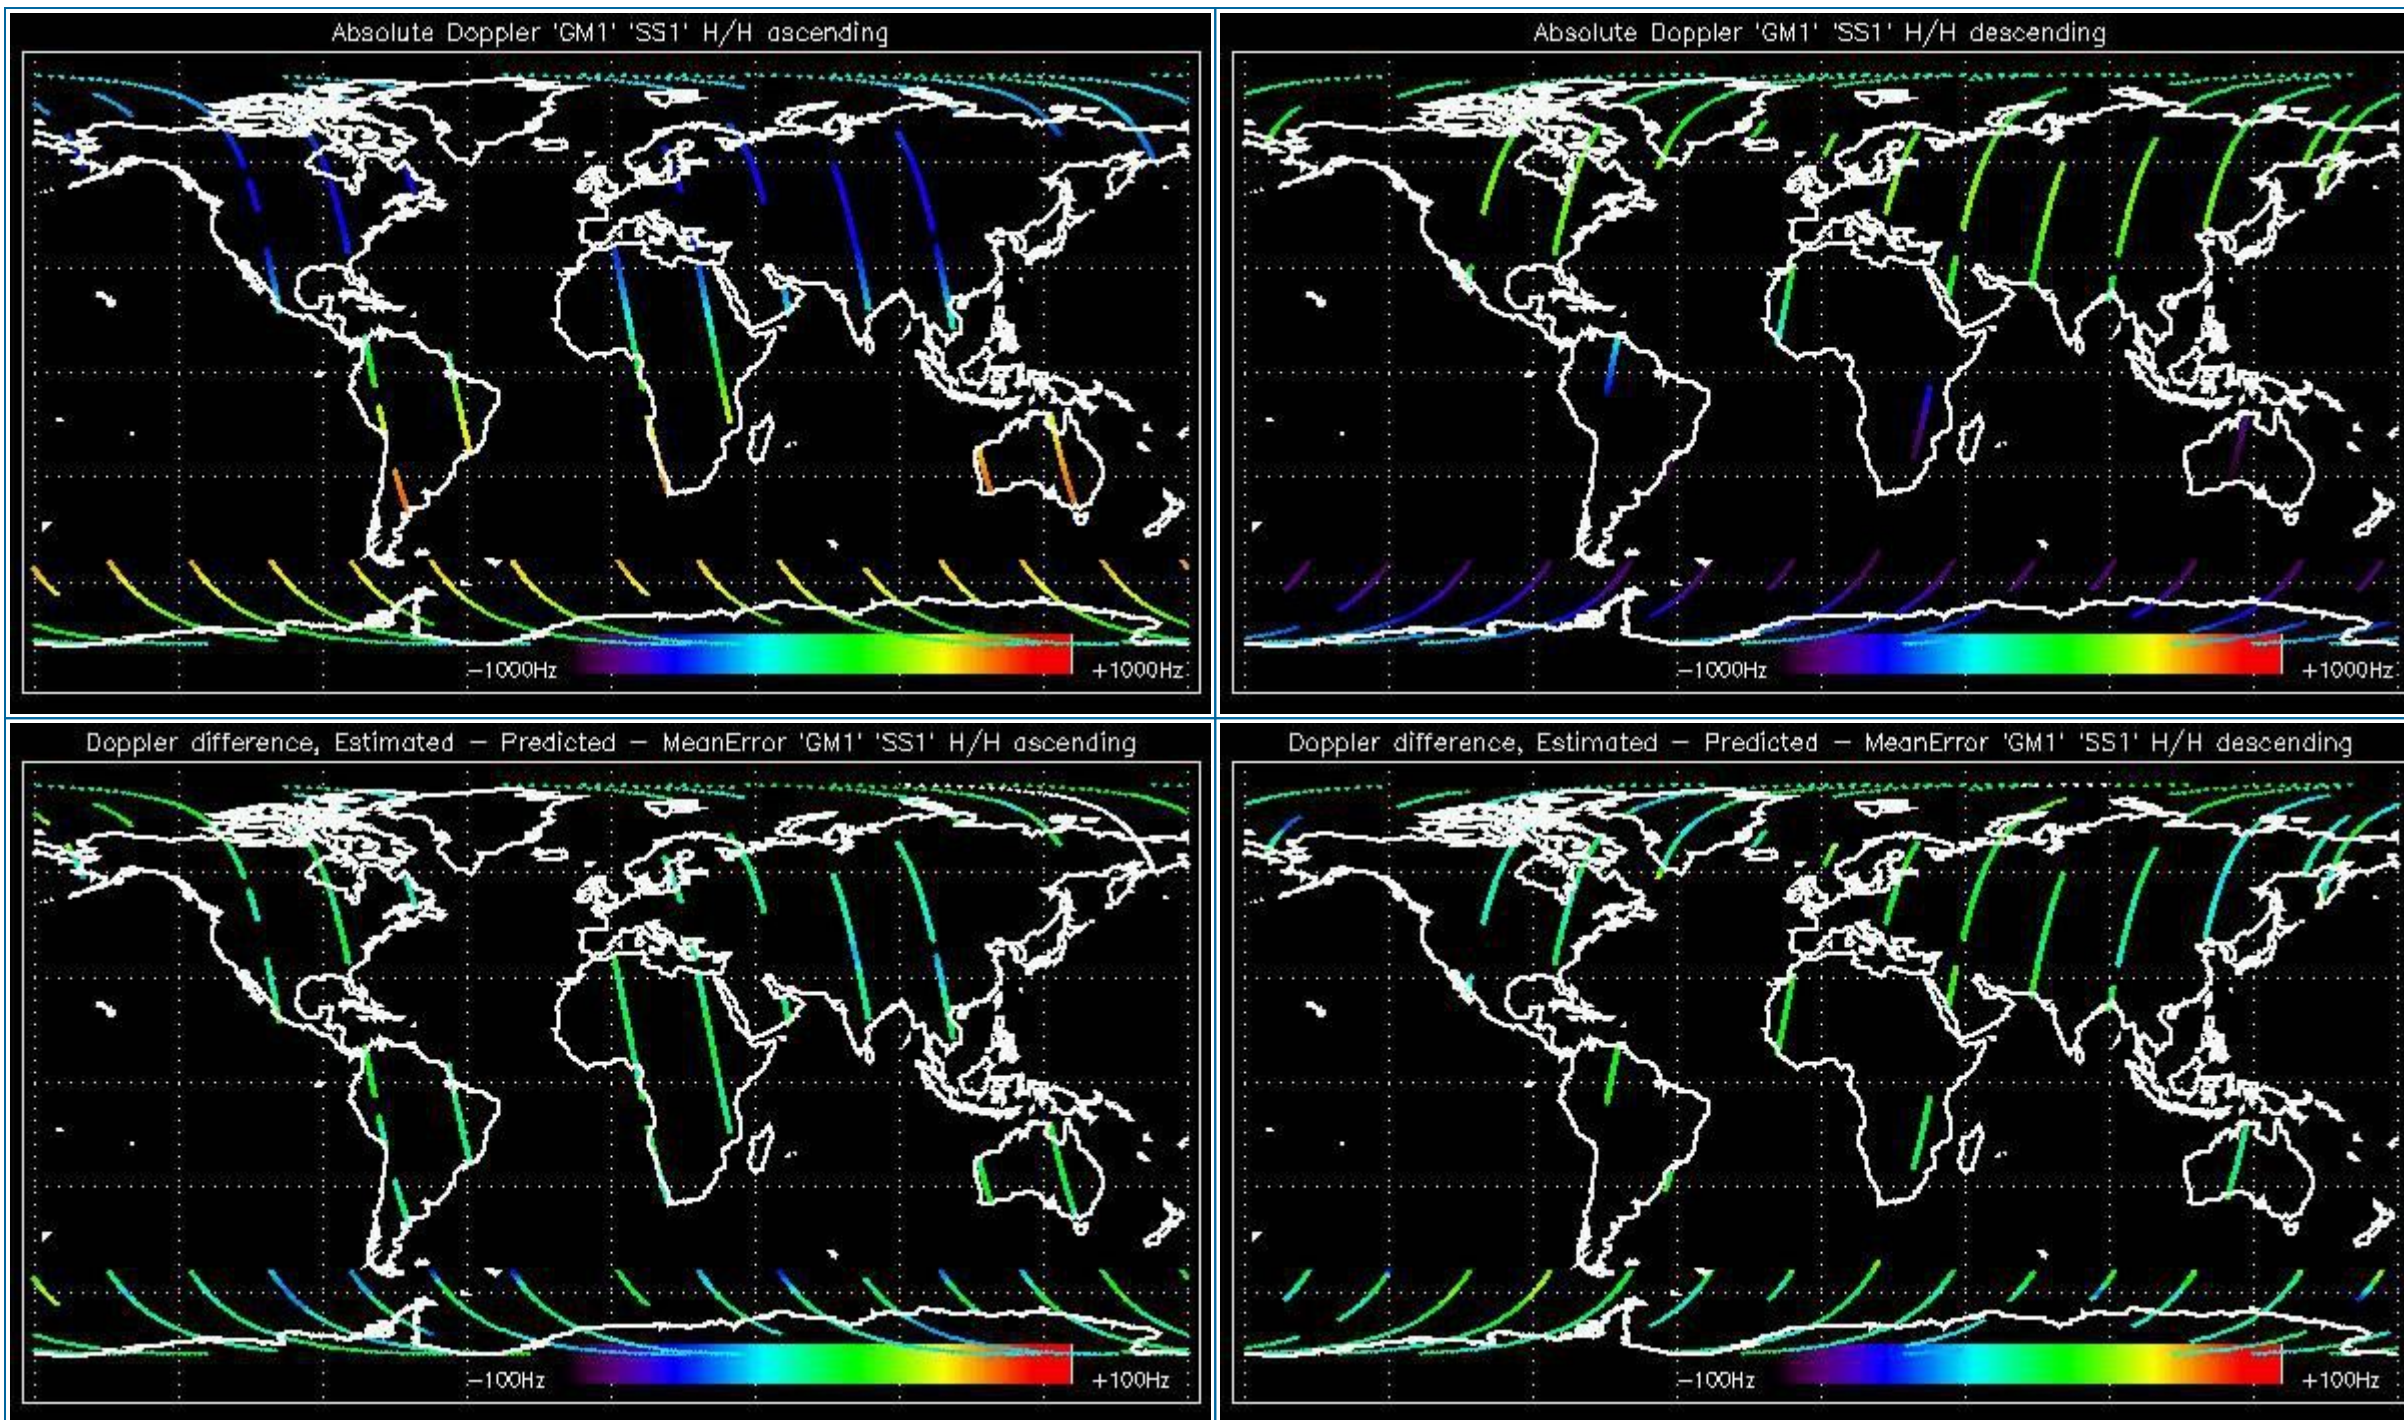 Absolute Doppler 'GM1' 'SS1' H/H ascending
−1000Hz +1000Hz
Absolute Doppler 'GM1' 'SS1' H/H descending
−1000Hz +1000Hz
Doppler difference, Estimated − Predicted − MeanError 'GM1' 'SS1' H/H ascending
−100Hz +100Hz
Doppler difference, Estimated − Predicted − MeanError 'GM1' 'SS1' H/H descending
−100Hz +100Hz